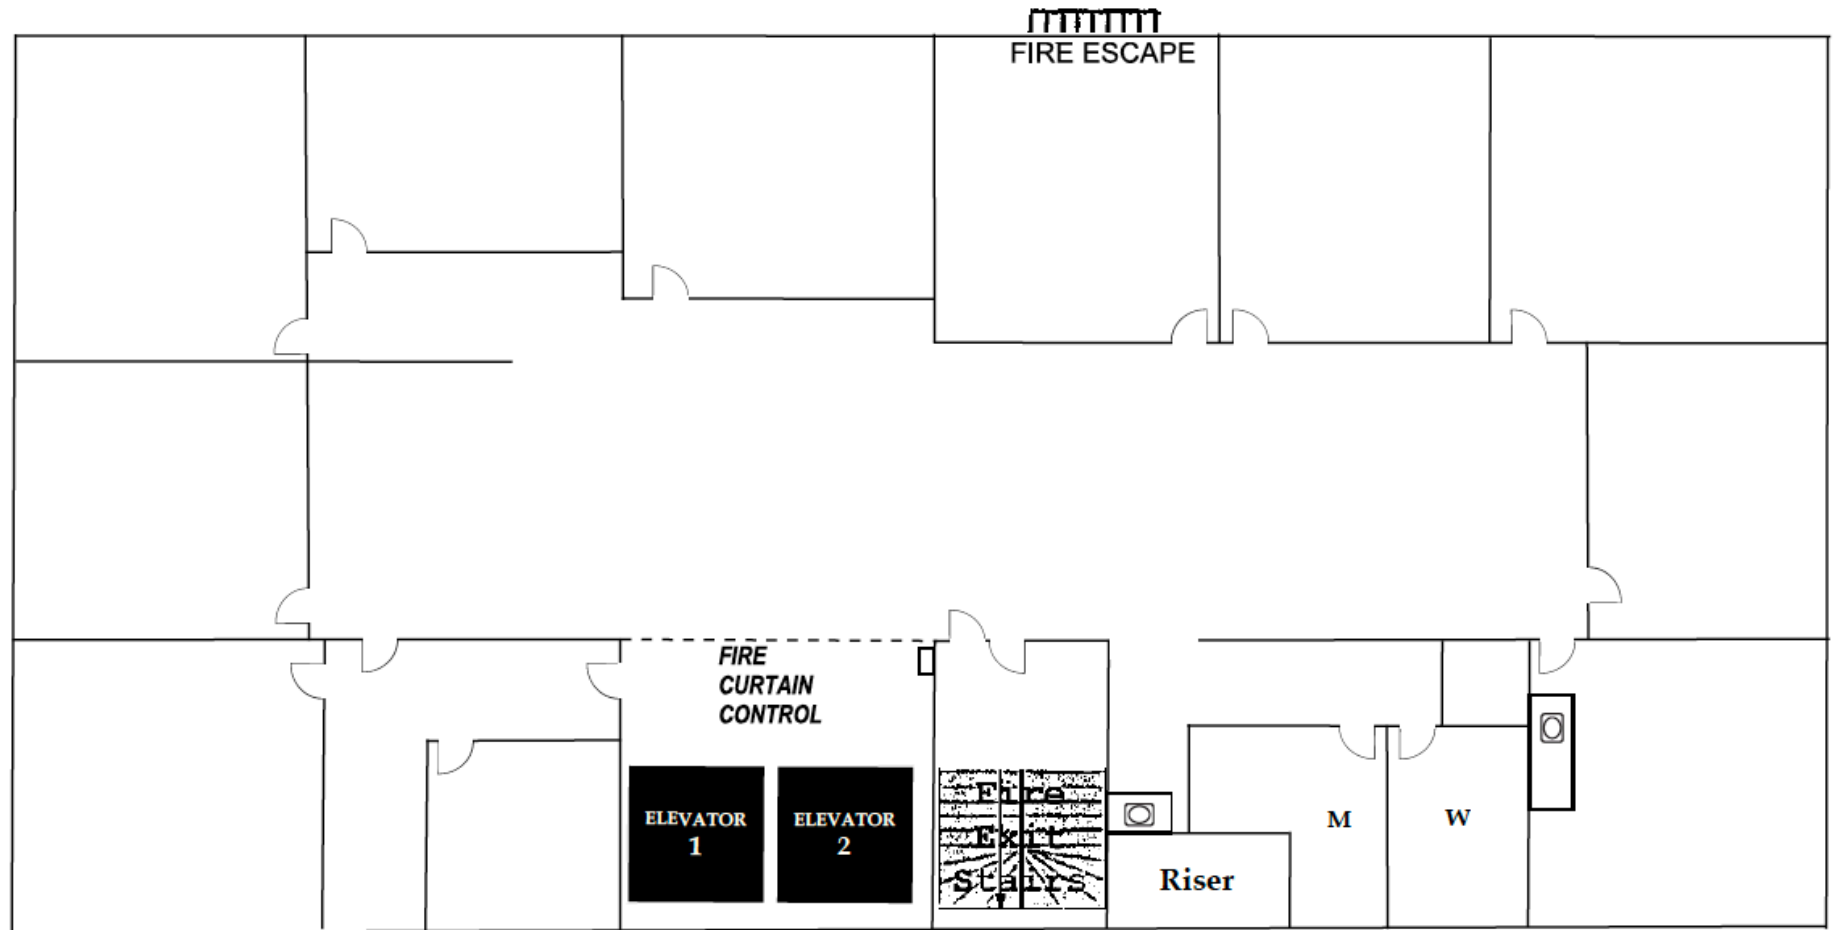 FIRE ESCAPE
FIRE
CURTAIN
CONTROL
ELEVATOR
1
ELEVATOR
2
Fire
Exit
Stairs
M
W
Riser